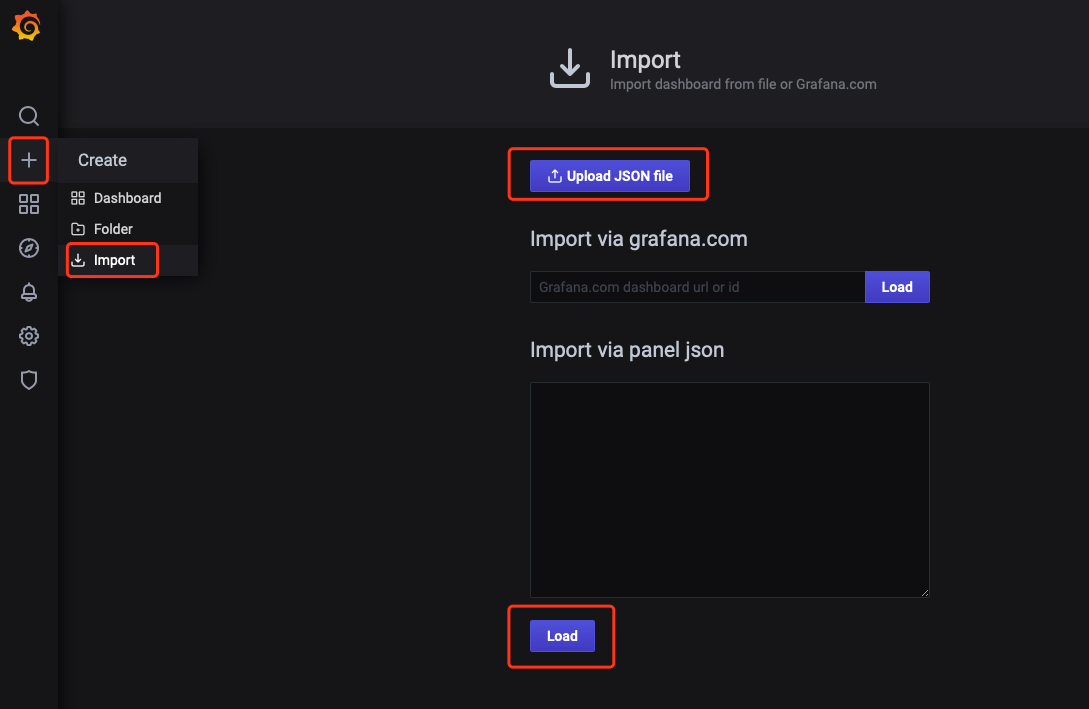 Import
Import dashboard from file or Grafana.com
Create
Dashboard
Folder
Import
Upload JSON file
Import via grafana.com
Grafana.com dashboard url or id
Load
Import via panel json
Load